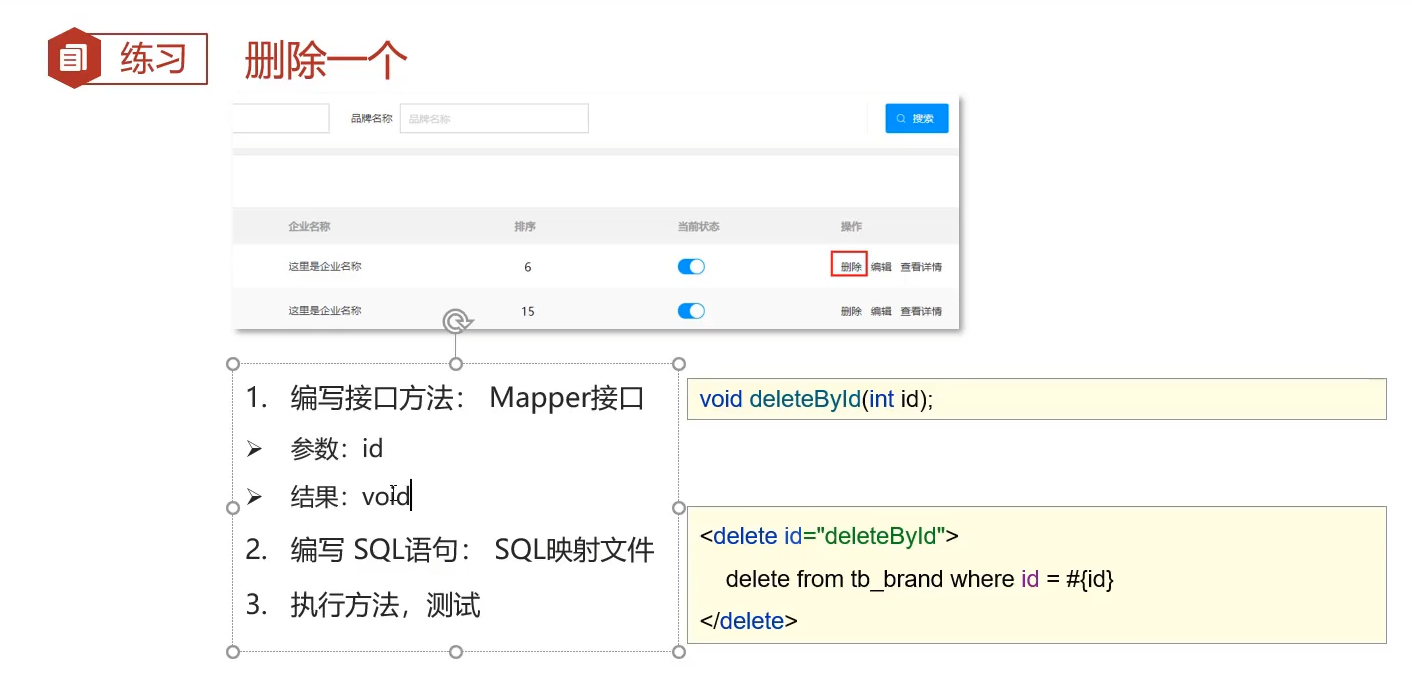 练习 删除一个
品牌名称 品牌名称 搜索
企业名称 排序 当前状态 操作
这里是企业名称 6 删除 编辑 查看详情
这里是企业名称 15 删除 编辑 查看详情
1. 编写接口方法： Mapper接口
➢ 参数：id
➢ 结果：void
2. 编写 SQL语句： SQL映射文件
3. 执行方法，测试
void deleteById(int id);
<delete id="deleteById">
delete from tb_brand where id = #{id}
</delete>